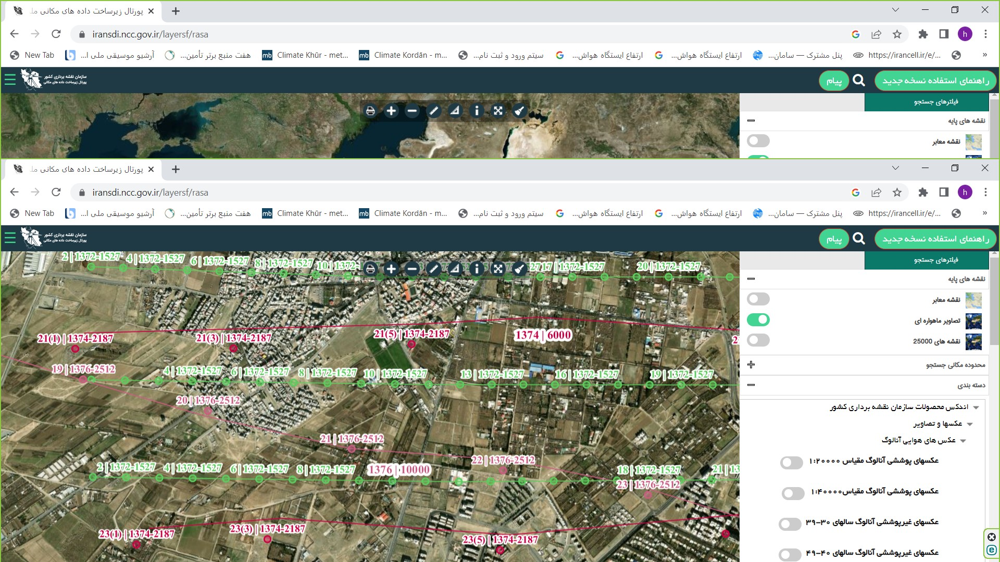 پورتال زیرساخت داده های مکانی مل
iransdi.ncc.gov.ir/layersf/rasa
h
New Tab
آرشیو موسیقی ملی ا...
هفت منبع برتر تأمین...
mb Climate Khūr - met...
mb Climate Kordān - m...
سیتم ورود و ثبت نام...
ارتفاع ایستگاه هواش...
ارتفاع ایستگاه هواش...
پنل مشترک — سامان...
https://irancell.ir/e/...
»
سازمان نقشه برداری کشور
پورتال زیرساخت داده های مکانی
پیام
راهنمای استفاده نسخه جدید
فیلترهای جستجو
نقشه های پایه
نقشه معابر
پورتال زیرساخت داده های مکانی مل
iransdi.ncc.gov.ir/layersf/rasa
h
New Tab
آرشیو موسیقی ملی ا...
هفت منبع برتر تأمین...
mb Climate Khūr - met...
mb Climate Kordān - m...
سیتم ورود و ثبت نام...
ارتفاع ایستگاه هواش...
ارتفاع ایستگاه هواش...
پنل مشترک — سامان...
https://irancell.ir/e/...
»
سازمان نقشه برداری کشور
پورتال زیرساخت داده های مکانی
پیام
راهنمای استفاده نسخه جدید
2 | 1372-1527
4 | 1372-1527
6 | 1372-1527
8 | 1372-1527
10 | 1372-1
17 | 1372-1527
20 | 1372-1527
21(1) | 1374-2187
21(3) | 1374-2187
21(5) | 1374-2187
1374 | 6000
19 | 1376-2512
4 | 1372-1527
6 | 1372-1527
8 | 1372-1527
10 | 1372-1527
13 | 1372-1527
16 | 1372-1527
19 | 1372-1527
20 | 1376-2512
21 | 1376-2512
22 | 1376-2512
2 | 1372-1527
4 | 1372-1527
6 | 1372-1527
8 | 1372-1527
1376 | 10000
18 | 1372-1527
21 | 13
23 | 1376-2512
23(1) | 1374-2187
23(3) | 1374-2187
23(5) | 1374-2187
فیلترهای جستجو
نقشه های پایه
نقشه معابر
تصاویر ماهواره ای
نقشه های 25000
محدوده مکانی جستجو
دسته بندی
اندکس محصولات سازمان نقشه برداری کشور
عکسها و تصاویر
عکس های هوایی آنالوگ
عکسهای پوششی آنالوگ مقیاس ۱:۲۰۰۰۰
عکسهای پوششی آنالوگ مقیاس۱:۴۰۰۰۰
عکسهای غیرپوششی آنالوگ سالهای ۳۰-۳۹
عکسهای غیرپوششی آنالوگ سالهای ۴۰-۴۹